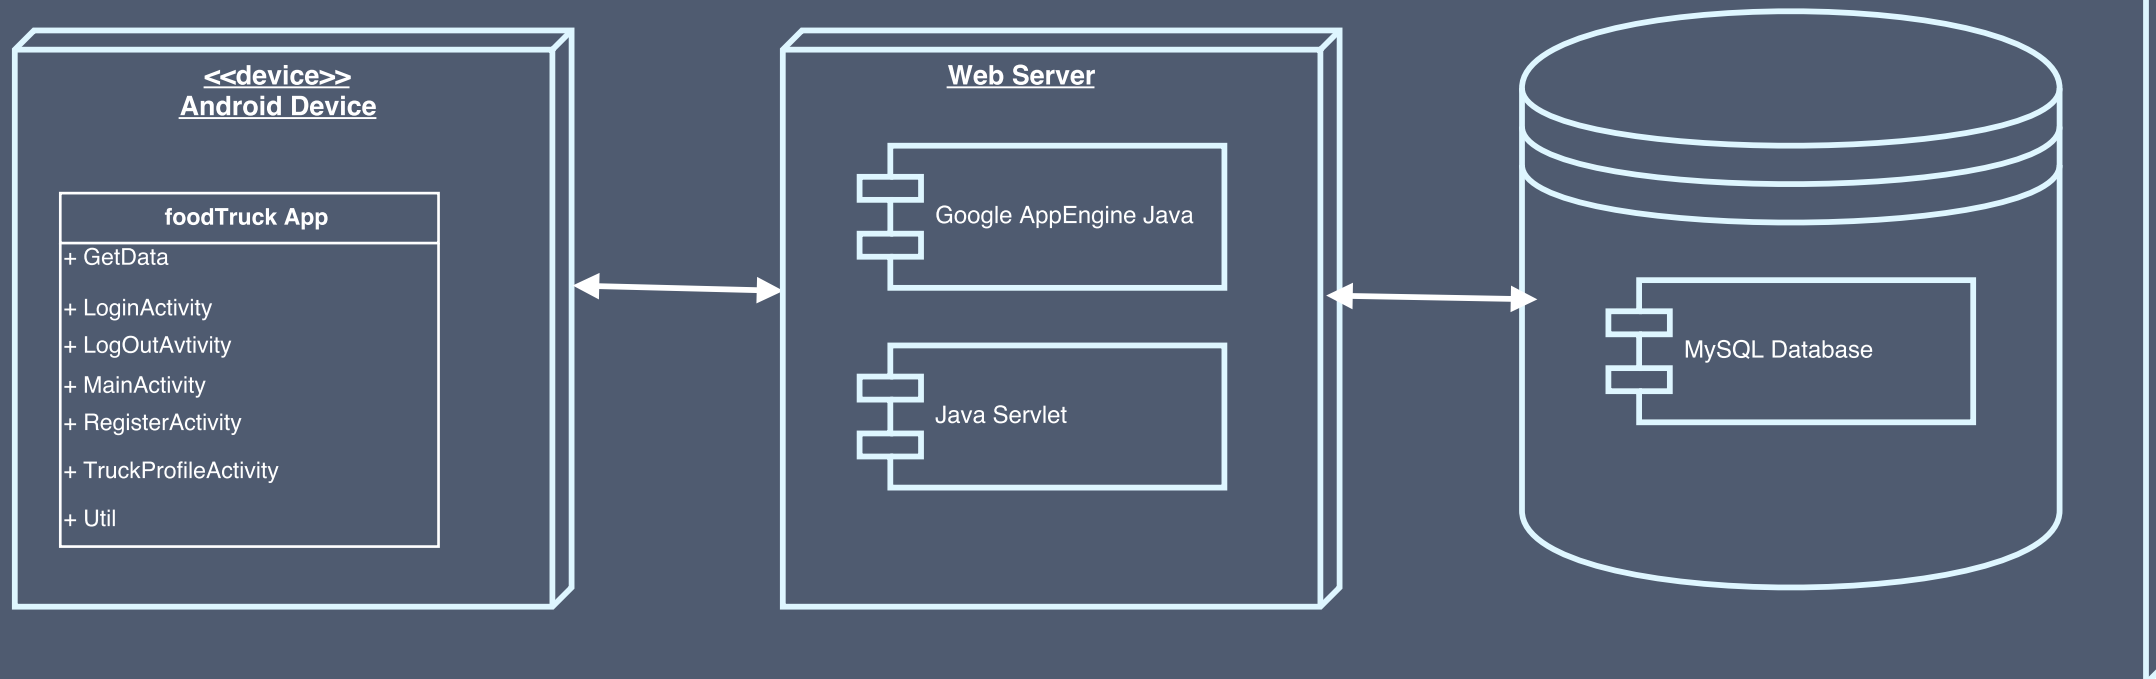 <<device>>
Android Device
foodTruck App
+ GetData
+ LoginActivity
+ LogOutAvtivity
+ MainActivity
+ RegisterActivity
+ TruckProfileActivity
+ Util
Web Server
Google AppEngine Java
Java Servlet
MySQL Database